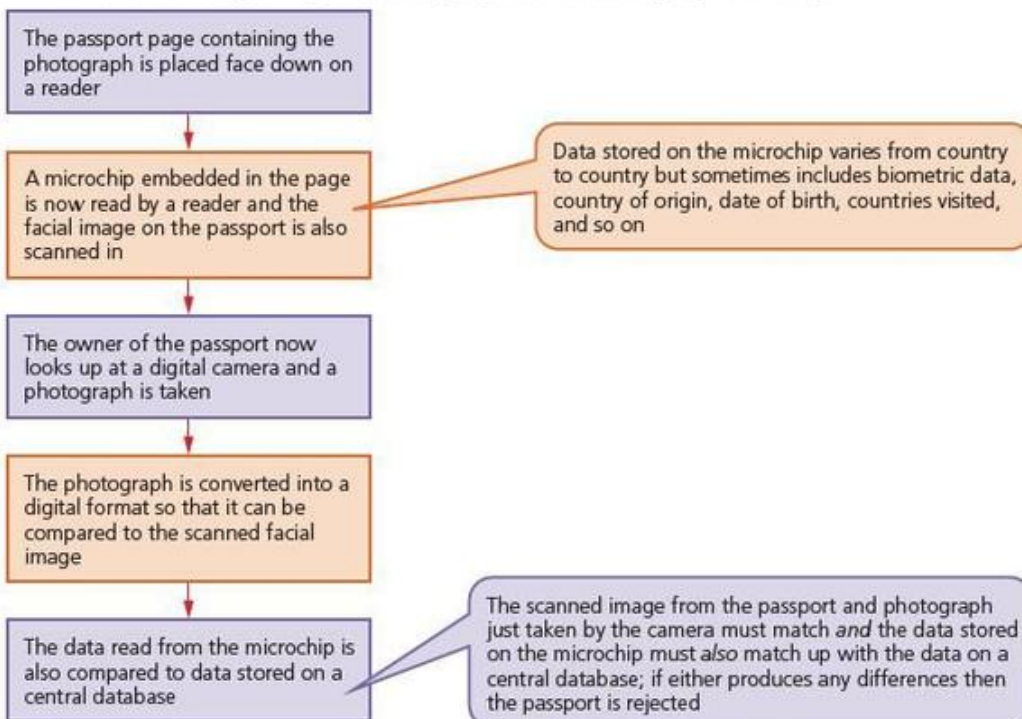 The passport page containing the
photograph is placed face down on
a reader
A microchip embedded in the page
is now read by a reader and the
facial image on the passport is also
scanned in
Data stored on the microchip varies from country
to country but sometimes includes biometric data,
country of origin, date of birth, countries visited,
and so on
The owner of the passport now
looks up at a digital camera and a
photograph is taken
The photograph is converted into a
digital format so that it can be
compared to the scanned facial
image
The data read from the microchip is
also compared to data stored on a
central database
The scanned image from the passport and photograph
just taken by the camera must match and the data stored
on the microchip must also match up with the data on a
central database; if either produces any differences then
the passport is rejected